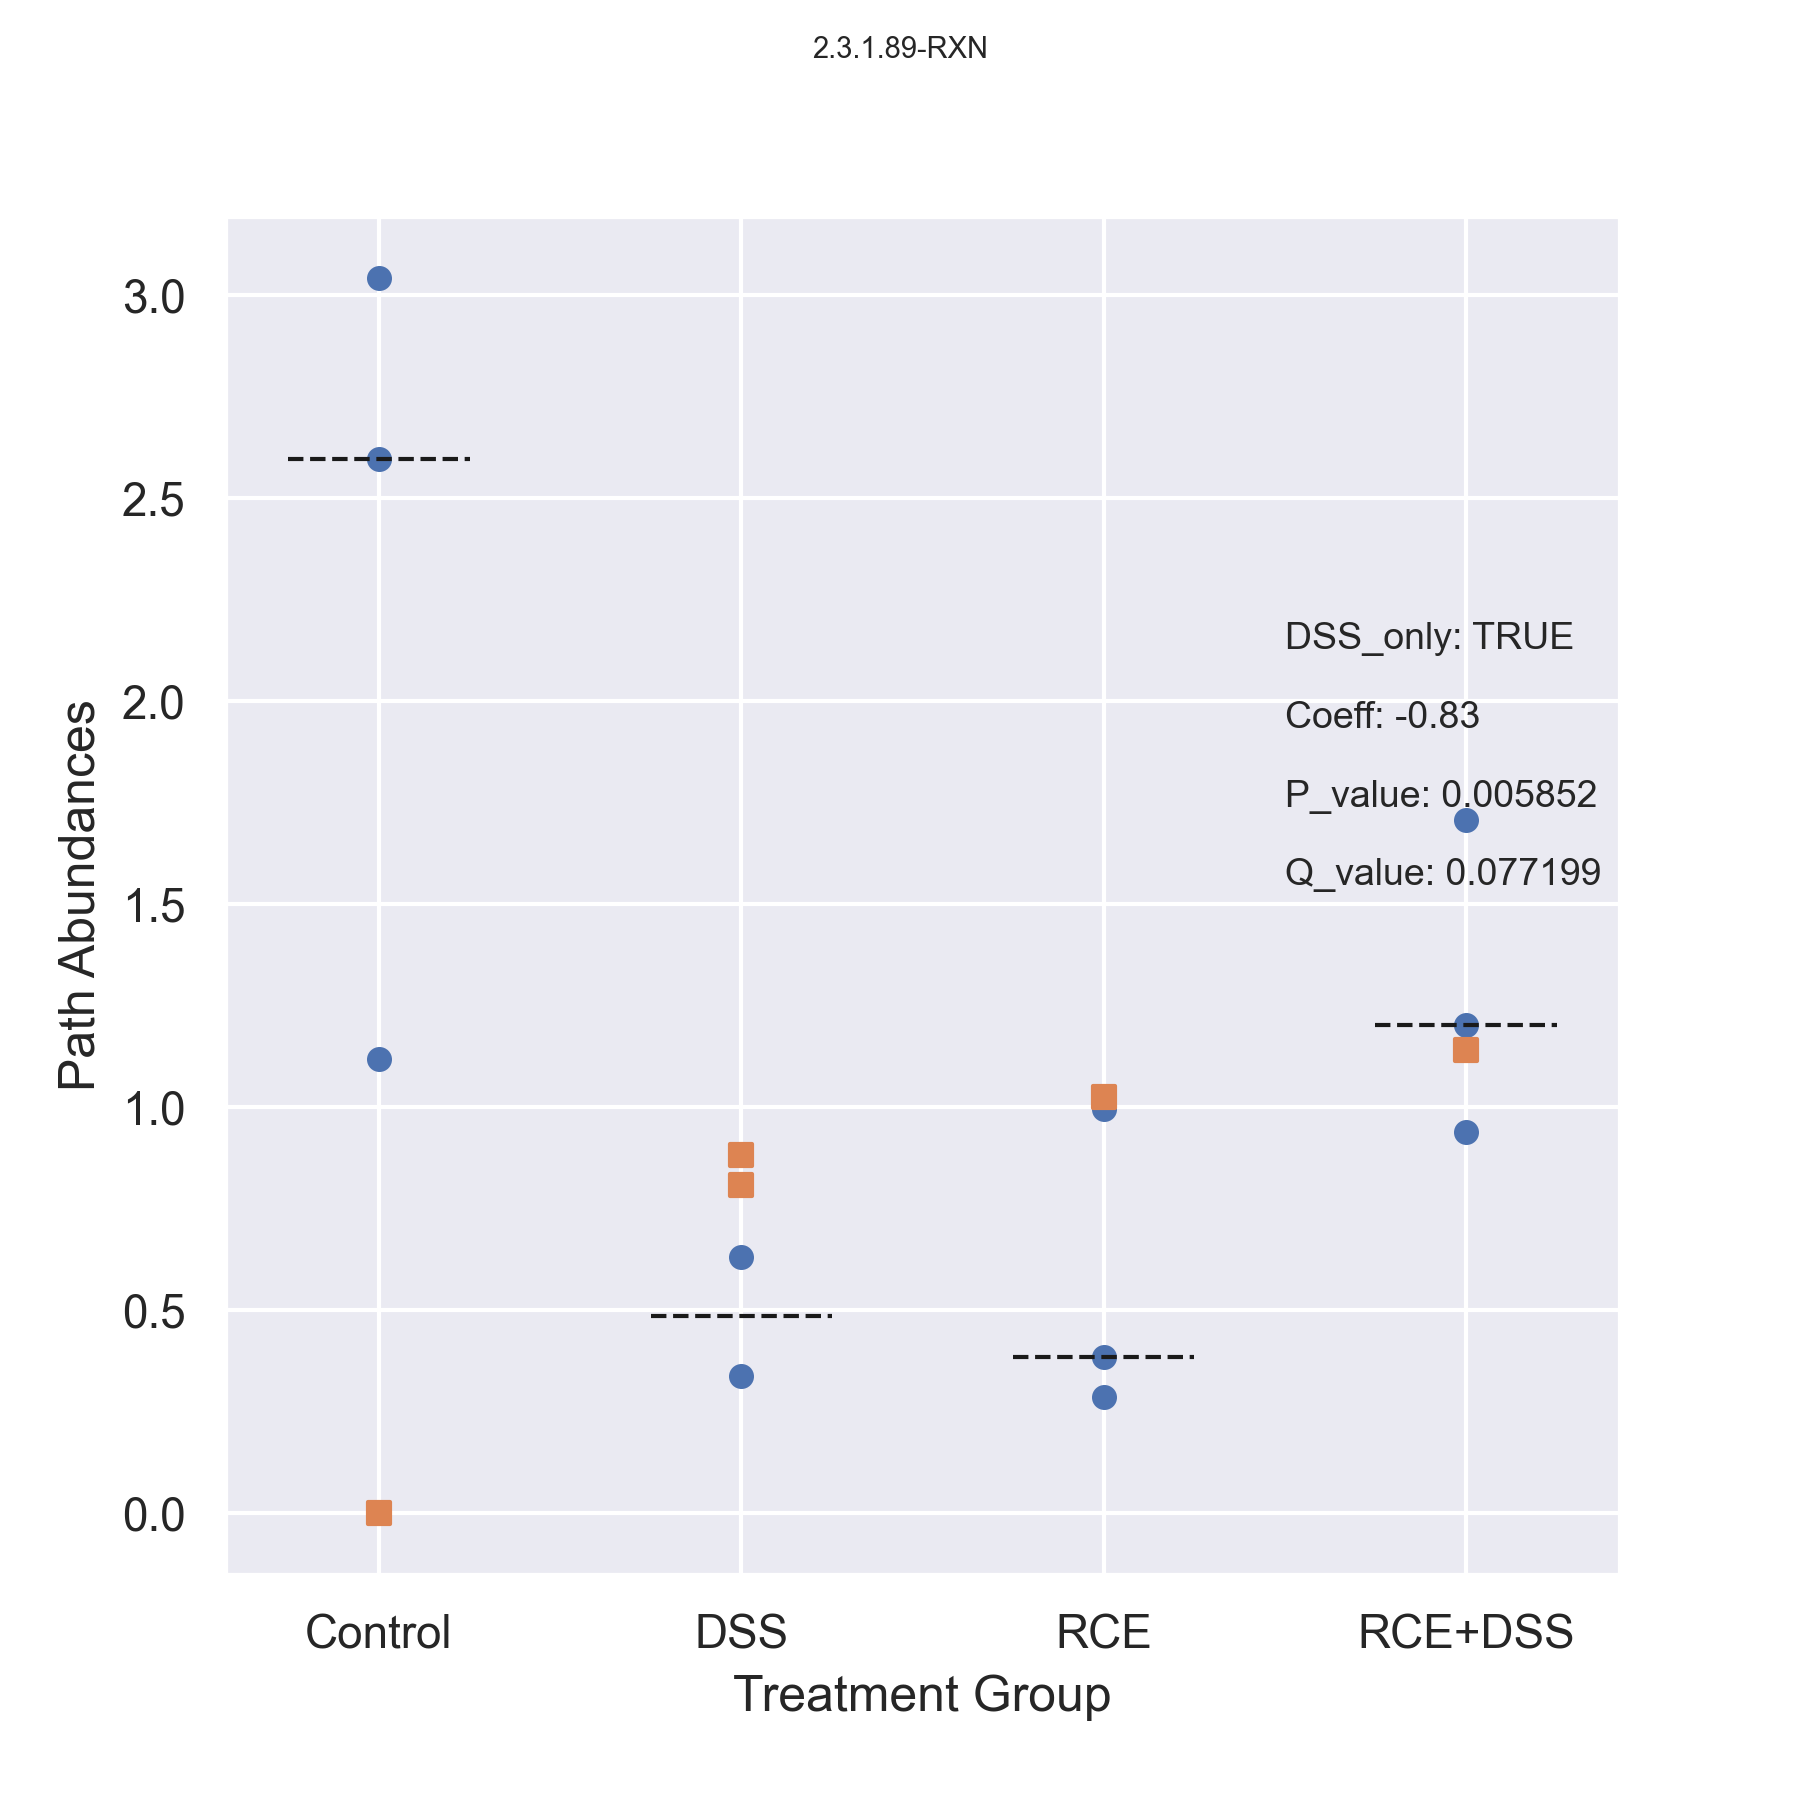 2.3.1.89-RXN
3.0
2.5
2.0
1.5
1.0
0.5
0.0
Path Abundances
DSS_only: TRUE
Coeff: -0.83
P_value: 0.005852
Q_value: 0.077199
Control
DSS
RCE
RCE+DSS
Treatment Group